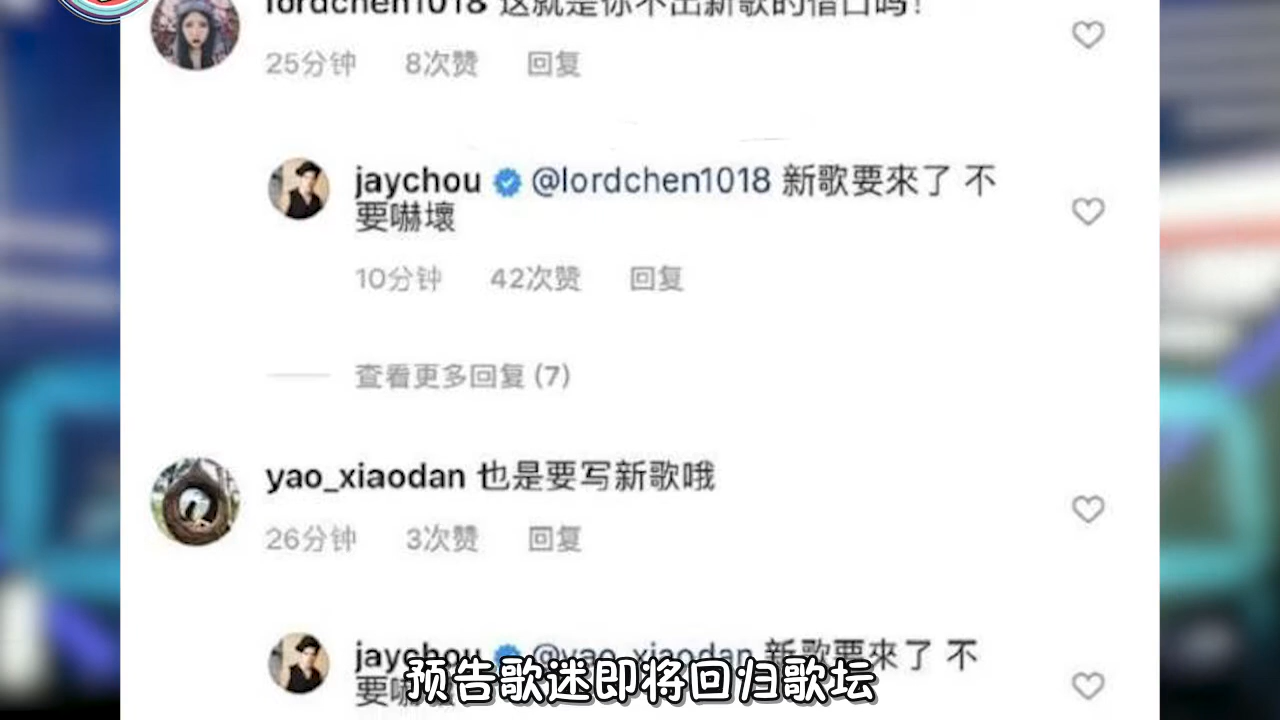 lordchen1018 这就是你不出新歌的借口吗！
25分钟 8次赞 回复
jaychou @lordchen1018 新歌要來了 不
要嚇壞
10分钟 42次赞 回复
查看更多回复 (7)
yao_xiaodan 也是要写新歌哦
26分钟 3次赞 回复
jaychou @yao_xiaodan 新歌要來了 不
要嚇壞
预告歌迷即将回归歌坛